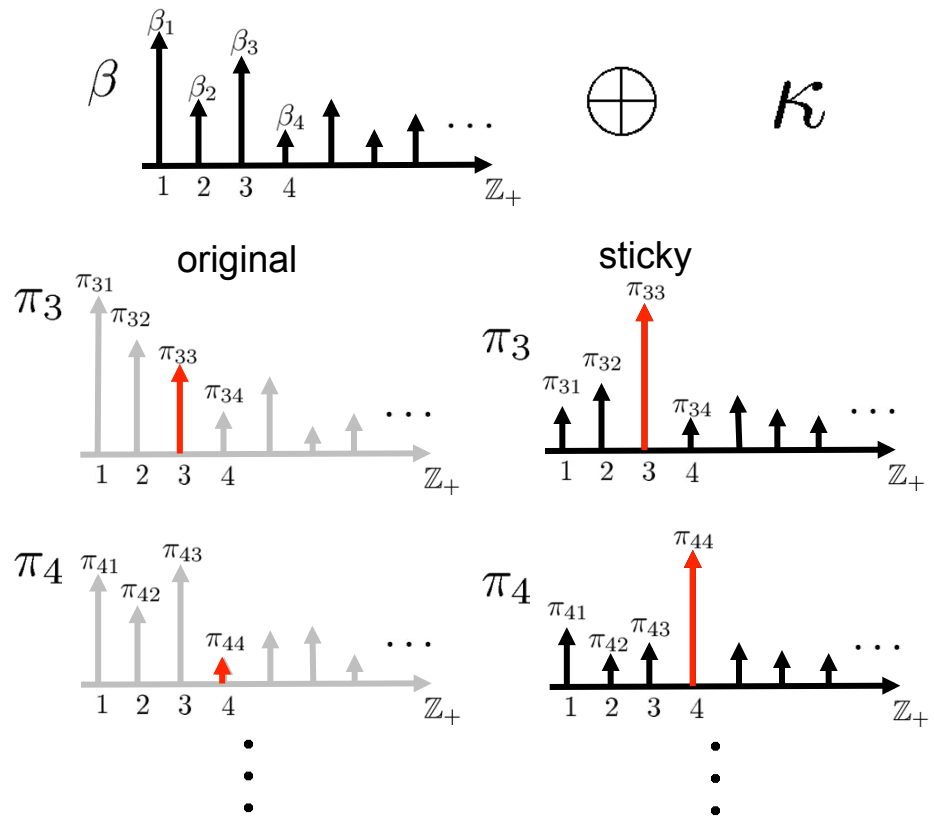 β β₁ β₂ β₃ β₄ ⋯ ⊕ κ
1 2 3 4 ℤ₊
original sticky
π₃ π₃₁ π₃₂ π₃₃ π₃₄ ⋯
1 2 3 4 ℤ₊
π₃ π₃₁ π₃₂ π₃₃ π₃₄ ⋯
1 2 3 4 ℤ₊
π₄ π₄₁ π₄₂ π₄₃ π₄₄ ⋯
1 2 3 4 ℤ₊
π₄ π₄₁ π₄₂ π₄₃ π₄₄ ⋯
1 2 3 4 ℤ₊
⋮ ⋮